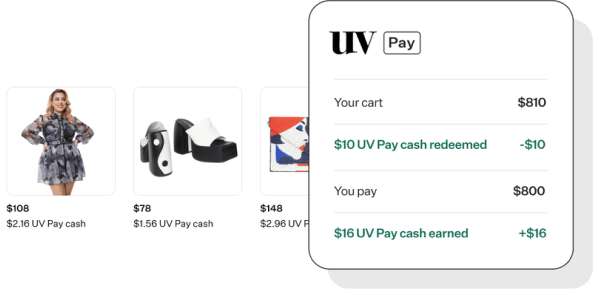 UV Pay
Your cart $810
$10 UV Pay cash redeemed -$10
You pay $800
$16 UV Pay cash earned +$16
$108
$2.16 UV Pay cash
$78
$1.56 UV Pay cash
$148
$2.96 UV P